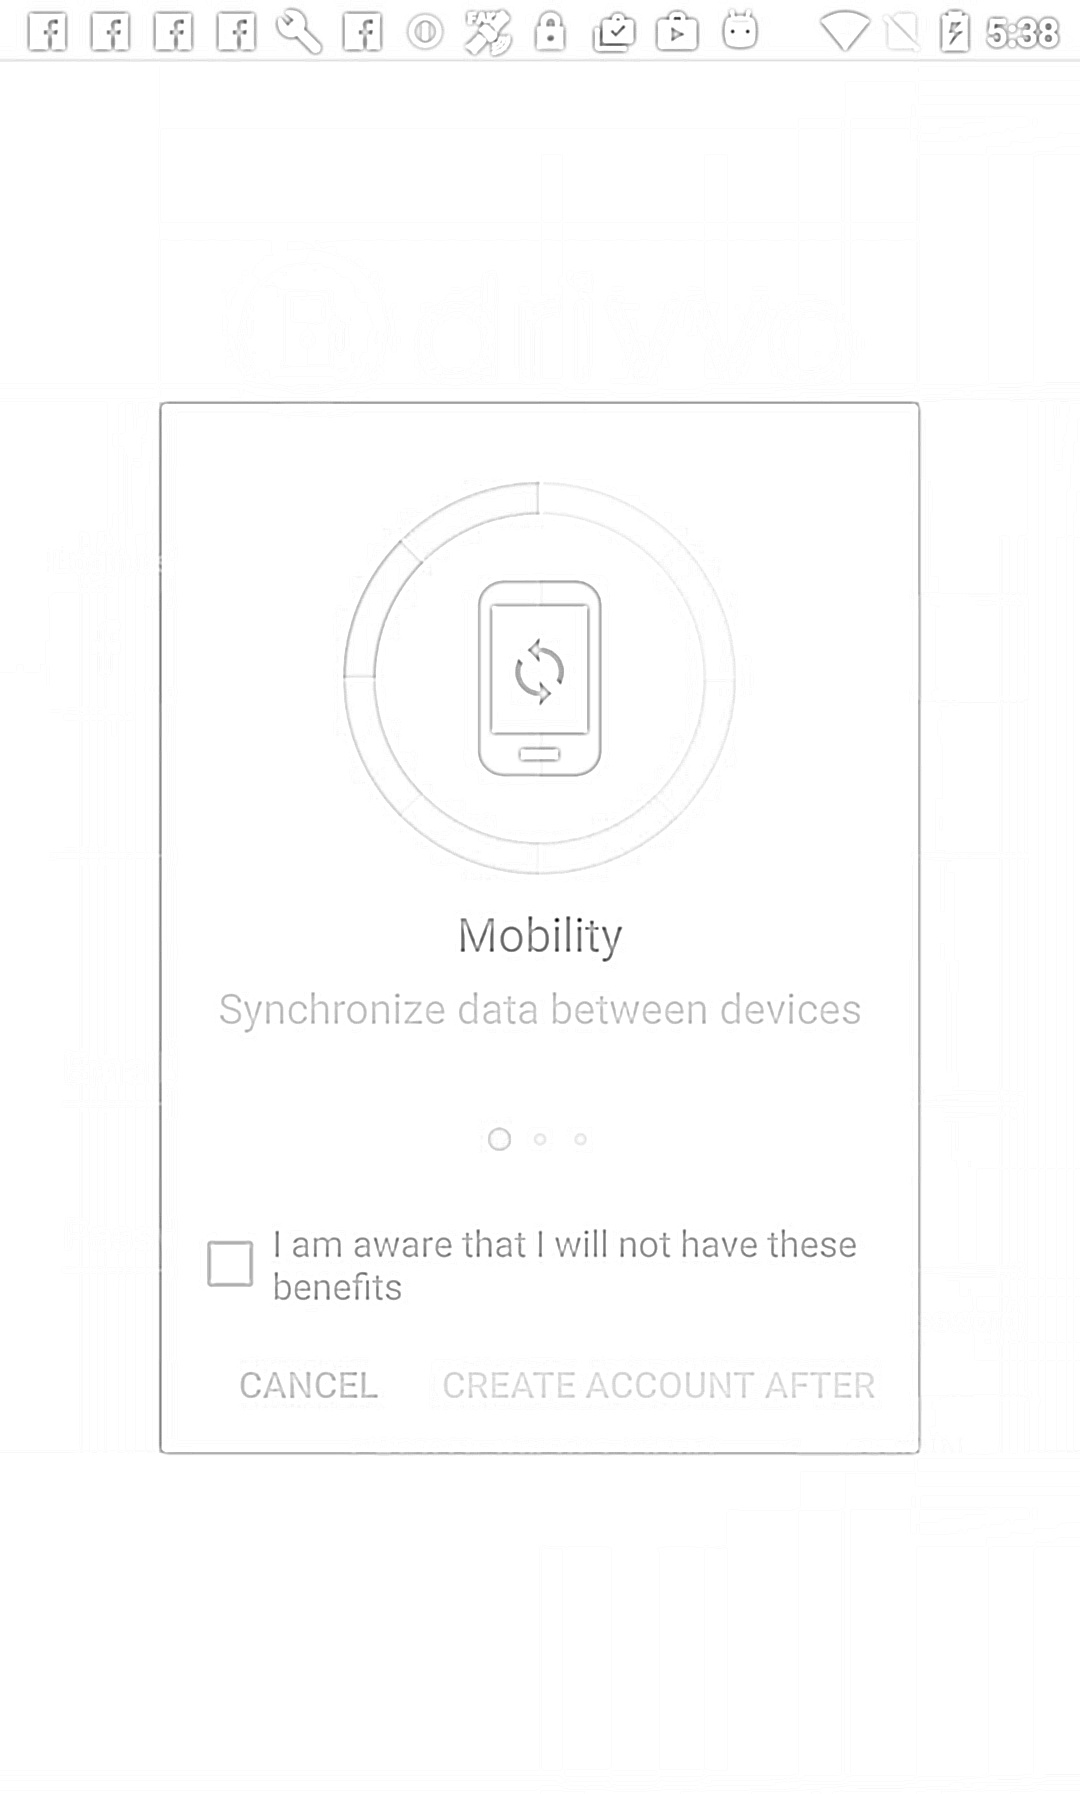 5:38
Mobility
Synchronize data between devices
I am aware that I will not have these
benefits
CANCEL CREATE ACCOUNT AFTER